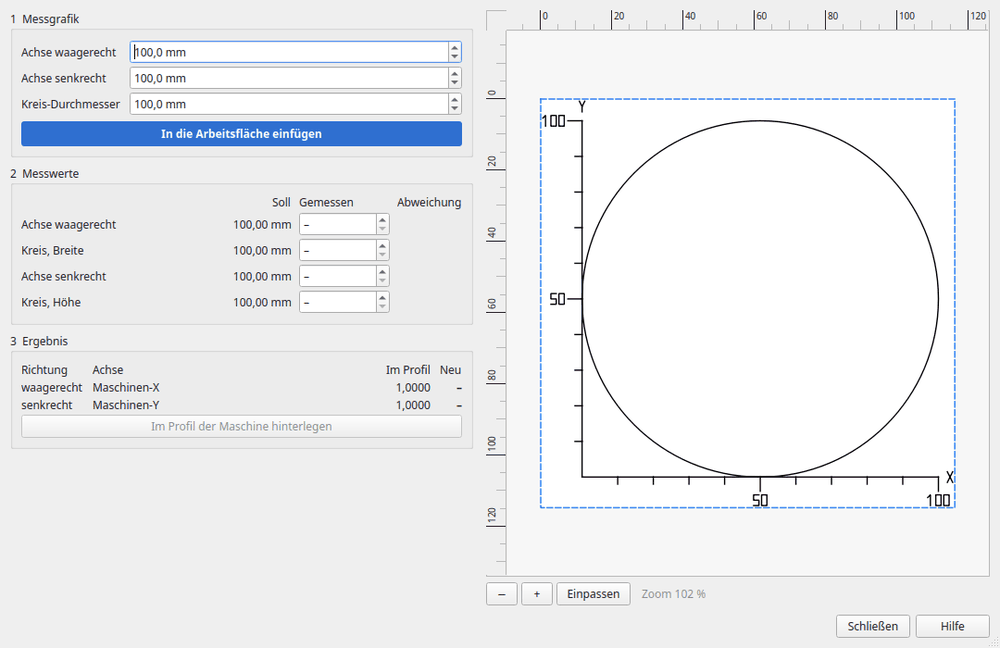 1 Messgrafik
Achse waagerecht 100,0 mm
Achse senkrecht 100,0 mm
Kreis-Durchmesser 100,0 mm
In die Arbeitsfläche einfügen
2 Messwerte
Soll Gemessen Abweichung
Achse waagerecht 100,00 mm –
Kreis, Breite 100,00 mm –
Achse senkrecht 100,00 mm –
Kreis, Höhe 100,00 mm –
3 Ergebnis
Richtung Achse Im Profil Neu
waagerecht Maschinen-X 1,0000 –
senkrecht Maschinen-Y 1,0000 –
Im Profil der Maschine hinterlegen
0 20 40 60 80 100 120
0
20
40
60
80
100
120
Y
100
50
X
50 100
– + Einpassen Zoom 102 %
Schließen Hilfe